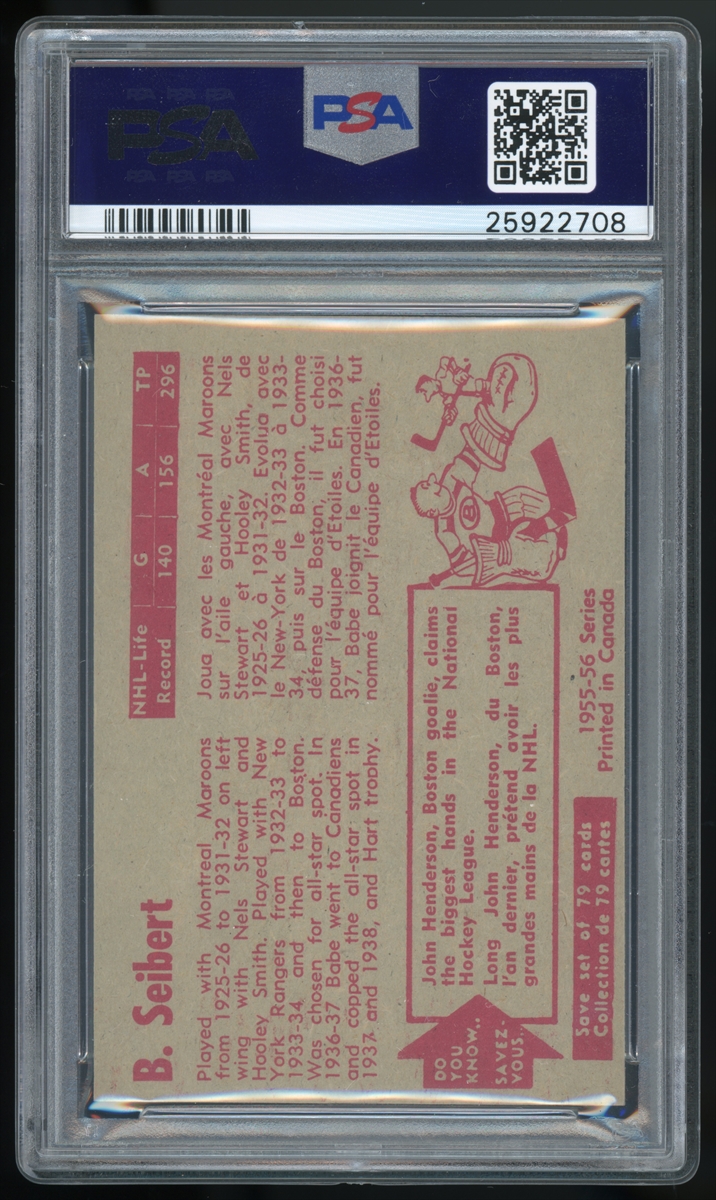 PSA
PSA PSA PSA
PSA
PSA PSA PSA
25922708
B. Seibert
Played with Montreal Maroons
from 1925-26 to 1931-32 on left
wing with Nels Stewart and
Hooley Smith. Played with New
York Rangers from 1932-33 to
1933-34 and then to Boston.
Was chosen for all-star spot. In
1936-37 Babe went to Canadiens
and copped the all-star spot in
1937 and 1938, and Hart trophy.
NHL-Life G A TP
Record 140 156 296
Joua avec les Montréal Maroons
sur l'aile gauche, avec Nels
Stewart et Hooley Smith, de
1925-26 à 1931-32. Evolua avec
le New-York de 1932-33 à 1933-
34, puis sur le Boston. Comme
défense du Boston, il fut choisi
pour l'équipe d'Etoiles. En 1936-
37, Babe joignit le Canadien, fut
nommé pour l'équipe d'Etoiles.
DO
YOU
KNOW..
SAVEZ-
VOUS..
John Henderson, Boston goalie, claims
the biggest hands in the National
Hockey League.
Long John Henderson, du Boston,
l'an dernier, prétend avoir les plus
grandes mains de la NHL.
B
Save set of 79 cards
Collection de 79 cartes
1955-56 Series
Printed in Canada